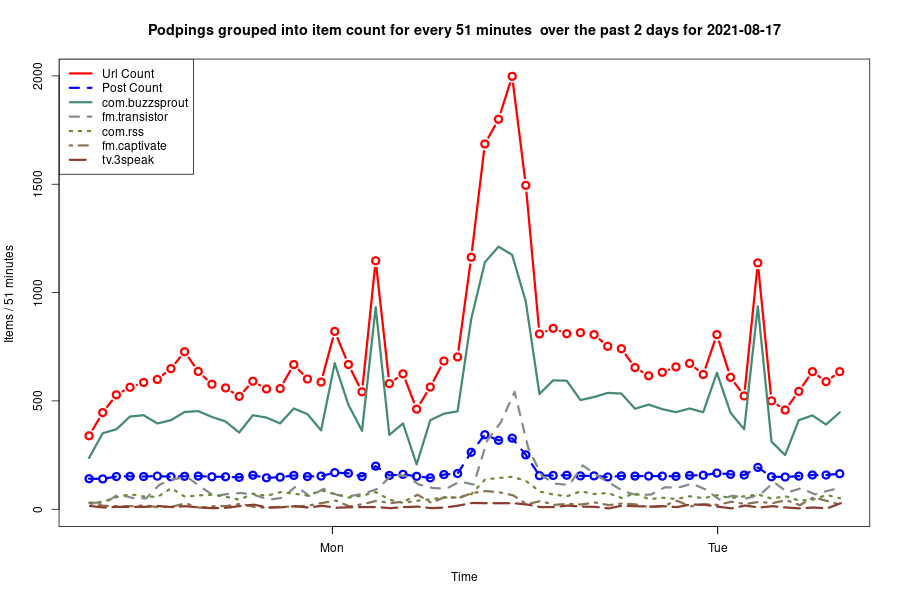 Podpings grouped into item count for every 51 minutes  over the past 2 days for 2021-08-17
Url Count
Post Count
com.buzzsprout
fm.transistor
com.rss
fm.captivate
tv.3speak
Items / 51 minutes
2000
1500
1000
500
0
Mon
Tue
Time